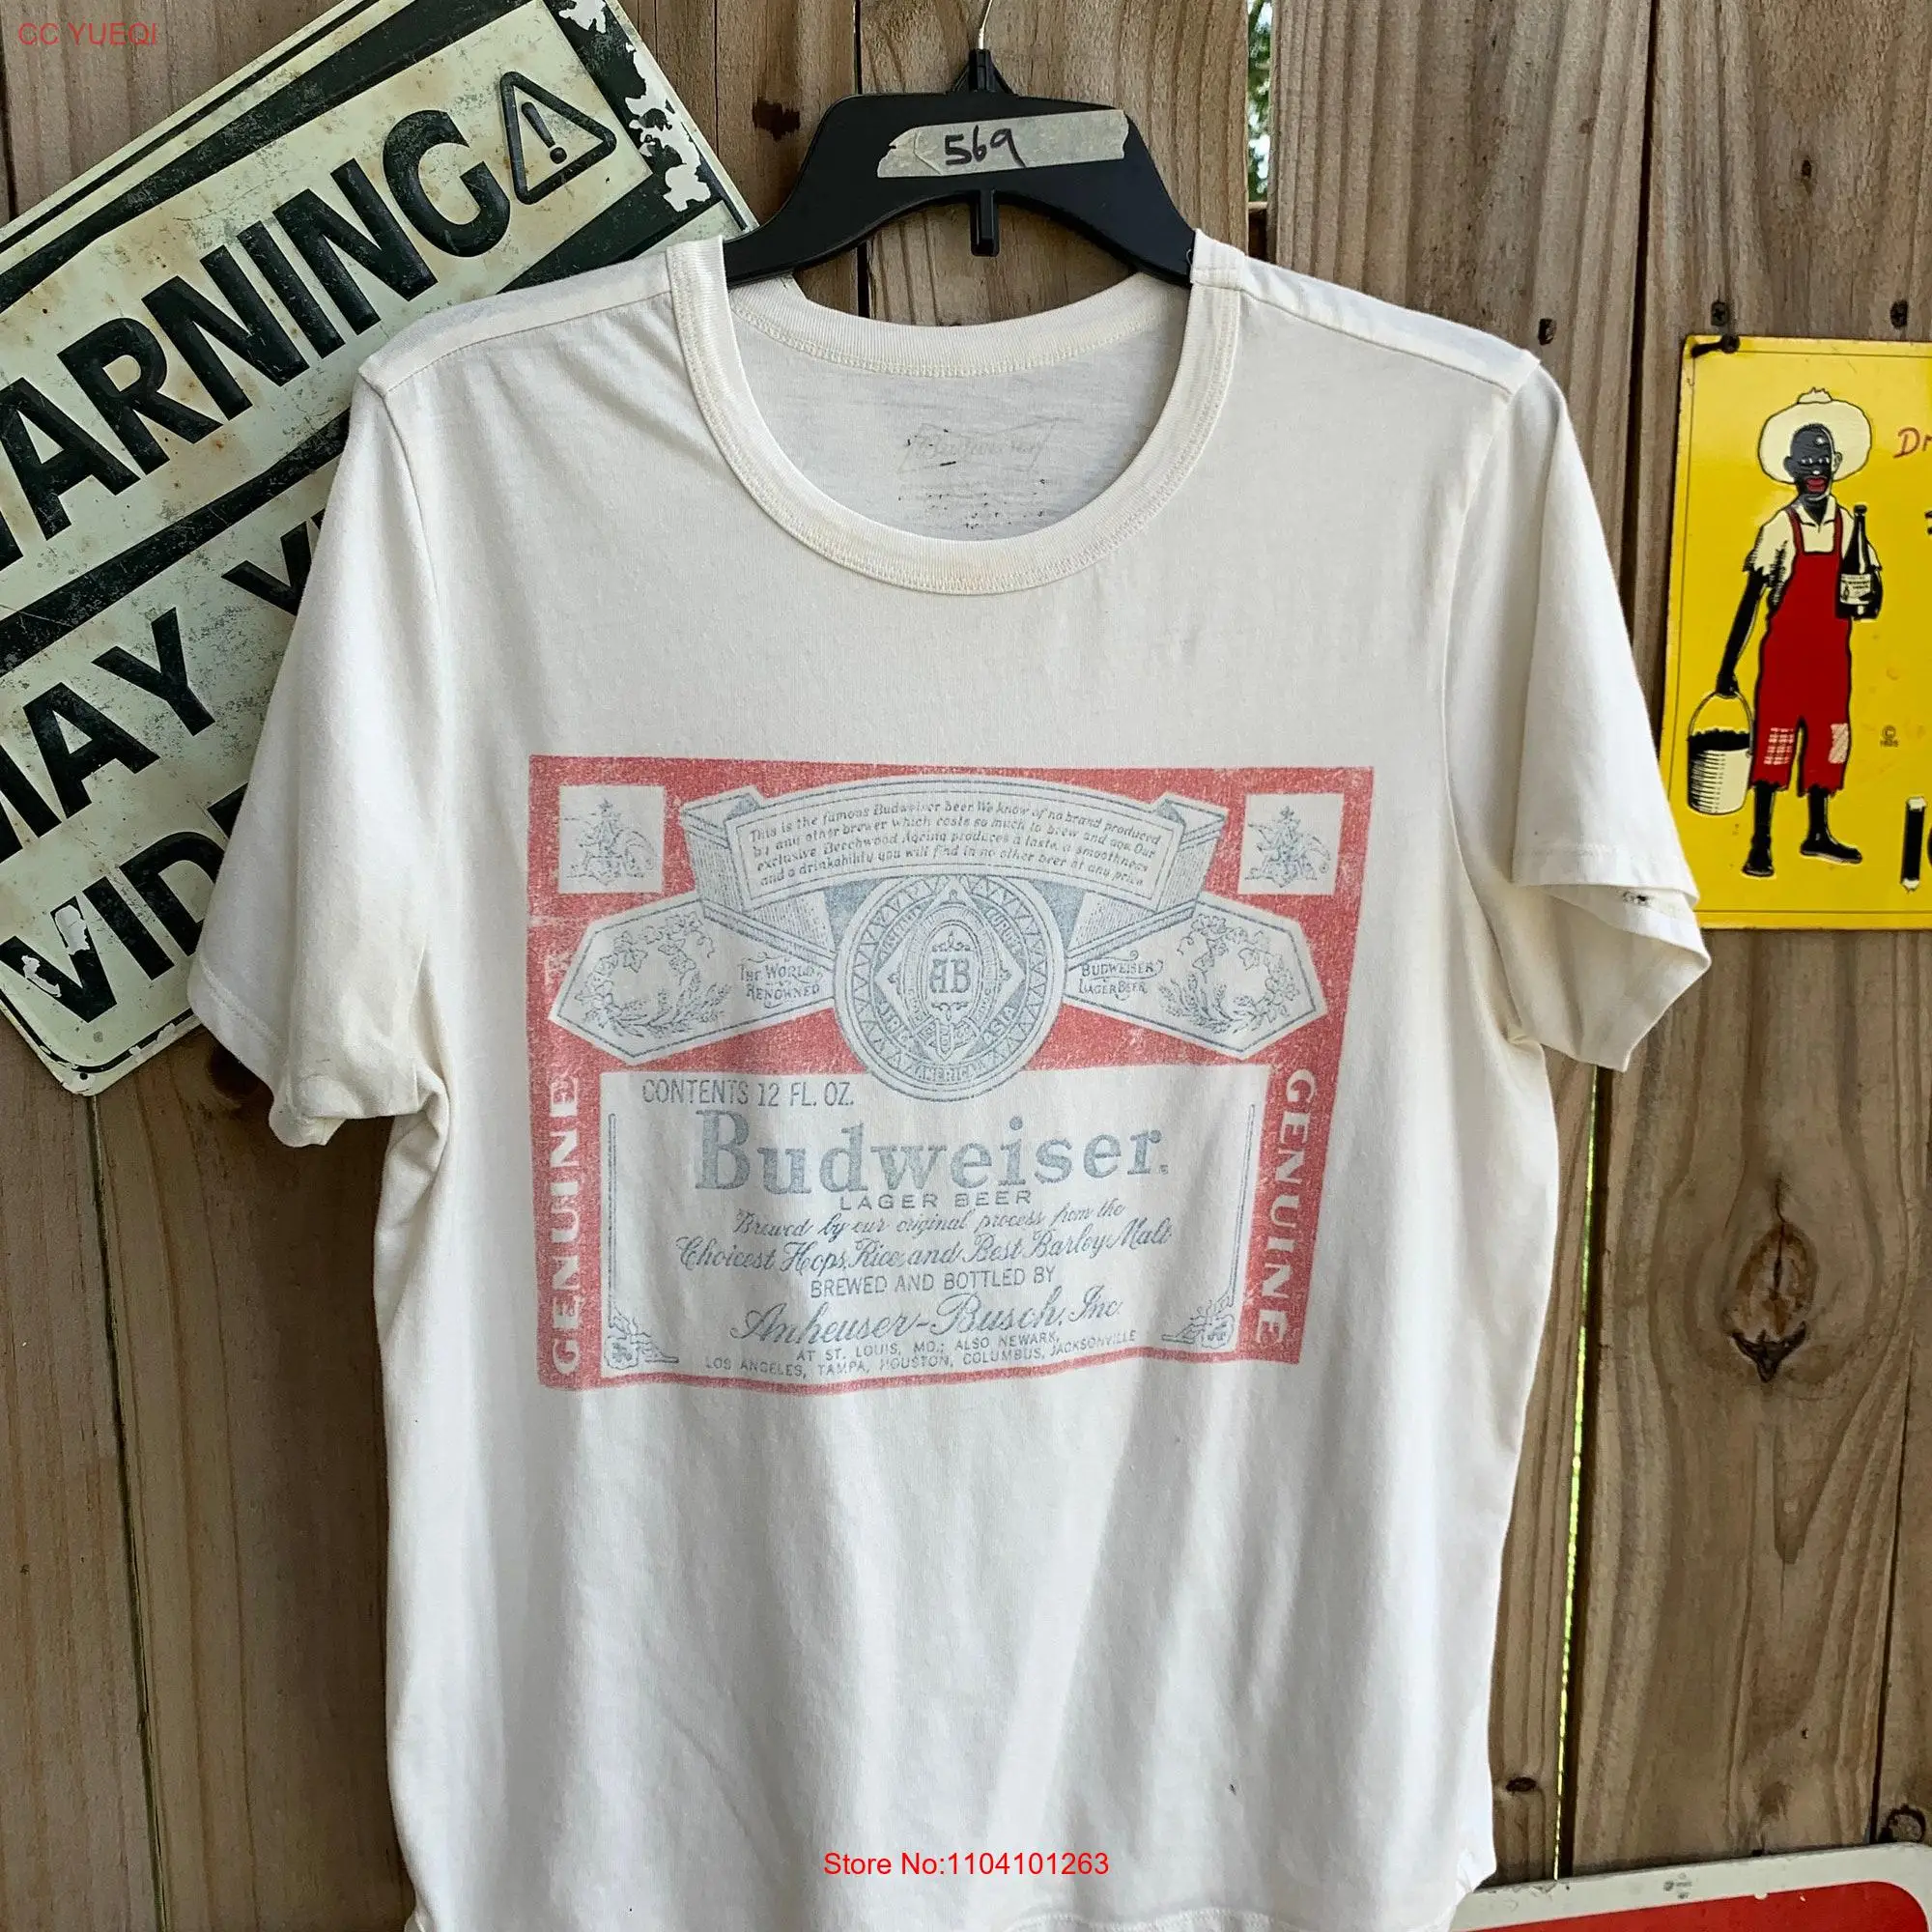 CC YUEQI
569
MAY
Dr
This is the famous Budweiser beer. We know of no brand produced
by any other brewer which costs so much to brew and age. Our
exclusive Beechwood Ageing produces a taste, a smoothness
and a drinkability you will find in no other beer at any price.
THE WORLD
RENOWNED
AB
BUDWEISER
LAGER BEER
EUROPE
ASIA
AMERICA
GENUINE
GENUINE
CONTENTS 12 FL. OZ.
Budweiser.
LAGER BEER
Brewed by our original process from the
Choicest Hops, Rice and Best Barley Malt
BREWED AND BOTTLED BY
Anheuser-Busch, Inc.
AT ST. LOUIS, MO.; ALSO NEWARK,
LOS ANGELES, TAMPA, HOUSTON, COLUMBUS, JACKSONVILLE
Store No:1104101263